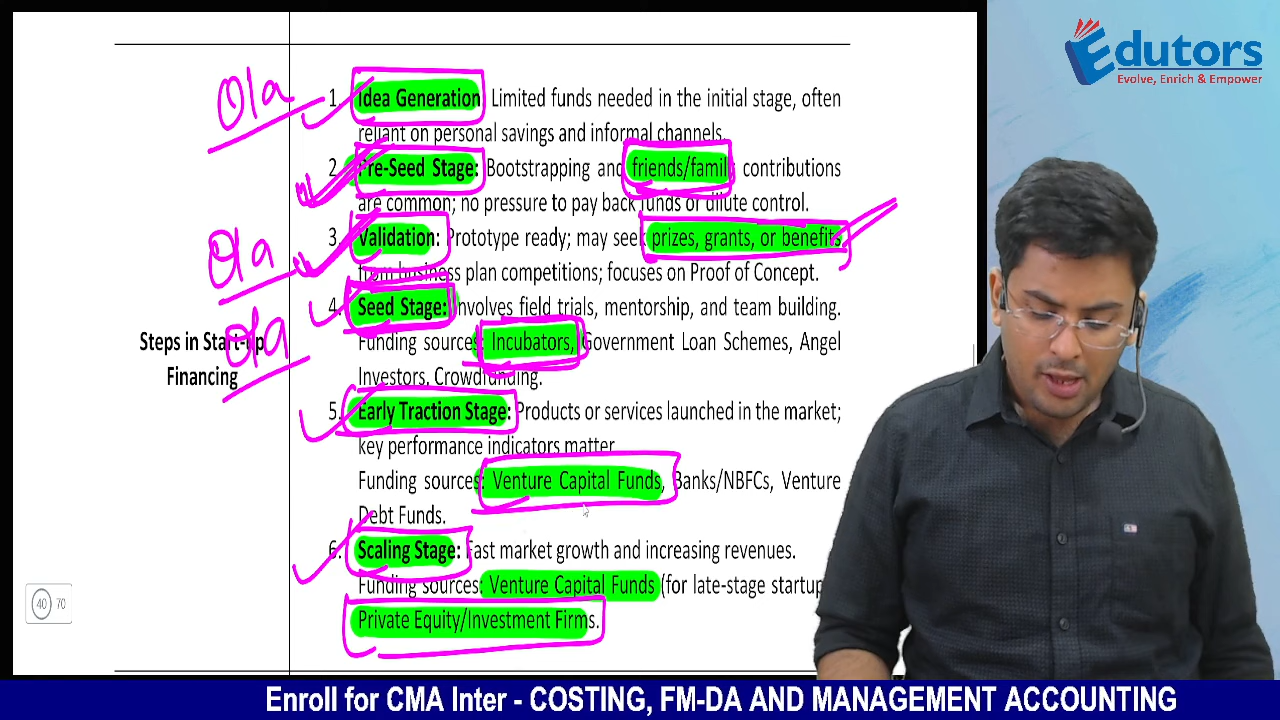 Edutors
Evolve, Enrich & Empower
Ola
1. Idea Generation Limited funds needed in the initial stage, often
reliant on personal savings and informal channels.
2. Pre-Seed Stage: Bootstrapping and friends/family contributions
are common; no pressure to pay back funds or dilute control.
Ola
3. Validation: Prototype ready; may seek prizes, grants, or benefits
from business plan competitions; focuses on Proof of Concept.
4. Seed Stage: Involves field trials, mentorship, and team building.
Ola
Steps in Start-up
Financing
Funding sources: Incubators, Government Loan Schemes, Angel
Investors, Crowdfunding.
5. Early Traction Stage: Products or services launched in the market;
key performance indicators matter
Funding sources: Venture Capital Funds, Banks/NBFCs, Venture
Debt Funds.
6. Scaling Stage: Fast market growth and increasing revenues.
Funding sources: Venture Capital Funds (for late-stage startup
Private Equity/Investment Firms.
40 70
Enroll for CMA Inter - COSTING, FM-DA AND MANAGEMENT ACCOUNTING